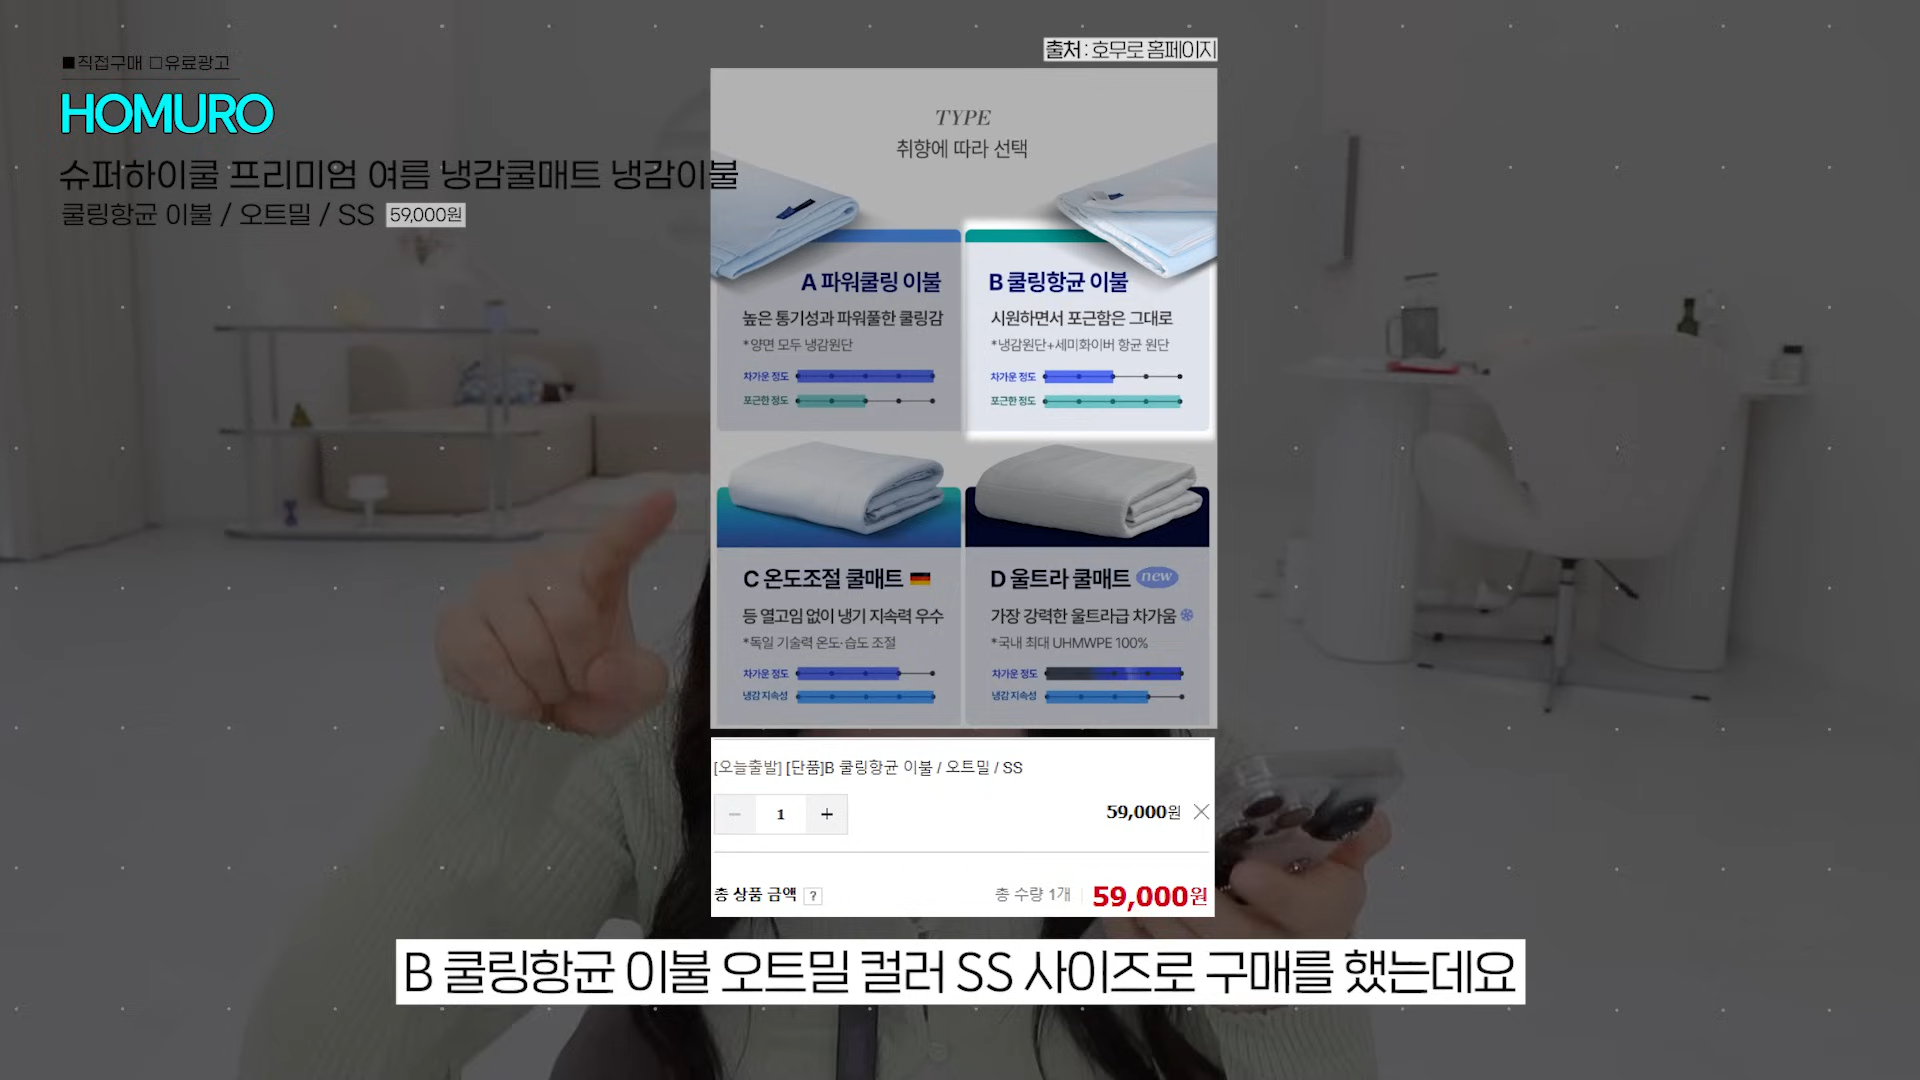 ■직접구매 □유료광고
HOMURO
슈퍼하이쿨 프리미엄 여름 냉감쿨매트 냉감이불
쿨링항균 이불 / 오트밀 / SS 59,000원
출처 : 호무로 홈페이지
TYPE
취향에 따라 선택
A 파워쿨링 이불
높은 통기성과 파워풀한 쿨링감
*양면 모두 냉감원단
차가운 정도
포근한 정도
B 쿨링항균 이불
시원하면서 포근함은 그대로
*냉감원단+세미화이버 항균 원단
차가운 정도
포근한 정도
C 온도조절 쿨매트
등 열고임 없이 냉기 지속력 우수
*독일 기술력 온도·습도 조절
차가운 정도
냉감 지속성
D 울트라 쿨매트 new
가장 강력한 울트라급 차가움
*국내 최대 UHMWPE 100%
차가운 정도
냉감 지속성
[오늘출발] [단품]B 쿨링항균 이불 / 오트밀 / SS
− 1 + 59,000원 ×
총 상품 금액 ? 총 수량 1개 59,000원
B 쿨링항균 이불 오트밀 컬러 SS 사이즈로 구매를 했는데요